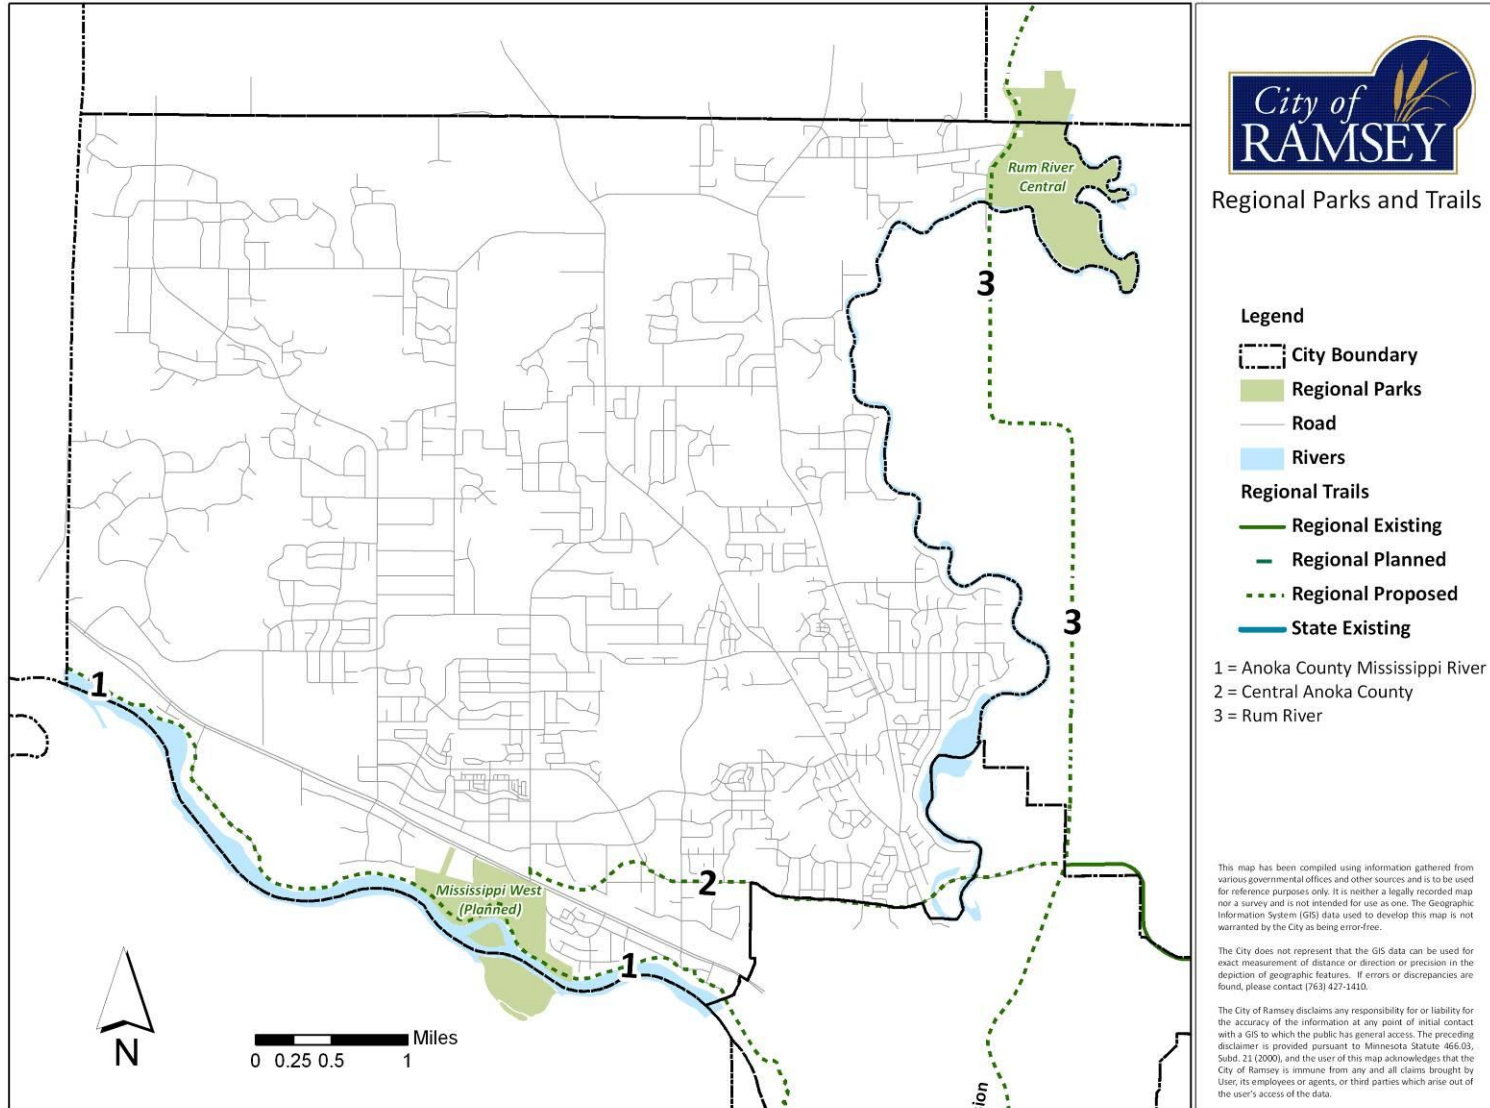 City of
RAMSEY
Regional Parks and Trails
Rum River
Central
3
Legend
City Boundary
Regional Parks
Road
Rivers
Regional Trails
Regional Existing
Regional Planned
Regional Proposed
State Existing
3
1
1 = Anoka County Mississippi River
2 = Central Anoka County
3 = Rum River
2
Mississippi West
(Planned)
1
This map has been compiled using information gathered from
various governmental offices and other sources and is to be used
for reference purposes only. It is neither a legally recorded map
nor a survey and is not intended for use as one. The Geographic
Information System (GIS) data used to develop this map is not
warranted by the City as being error-free.
The City does not represent that the GIS data can be used for
exact measurement of distance or direction or precision in the
depiction of geographic features. If errors or discrepancies are
found, please contact (763) 427-1410.
The City of Ramsey disclaims any responsibility for or liability for
the accuracy of the information at any point of initial contact
with a GIS to which the public has general access. The preceding
disclaimer is provided pursuant to Minnesota Statute 466.03,
Subd. 21 (2000), and the user of this map acknowledges that the
City of Ramsey is immune from any and all claims brought by
User, its employees or agents, or third parties which arise out of
the user's access of the data.
N
Miles
0 0.25 0.5 1
sion